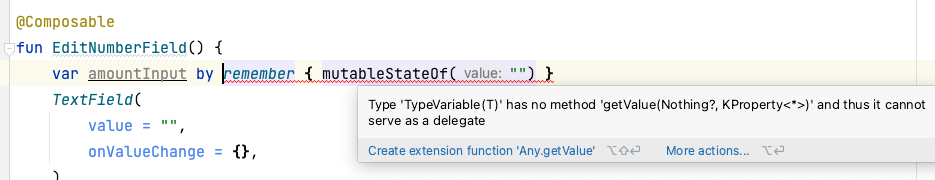 @Composable
fun EditNumberField() {
var amountInput by remember { mutableStateOf( value: "") }
TextField(
value = "",
onValueChange = {},
)
Type 'TypeVariable(T)' has no method 'getValue(Nothing?, KProperty<*>)' and thus it cannot
serve as a delegate
Create extension function 'Any.getValue' ⌥⇧⏎ More actions... ⌥⏎